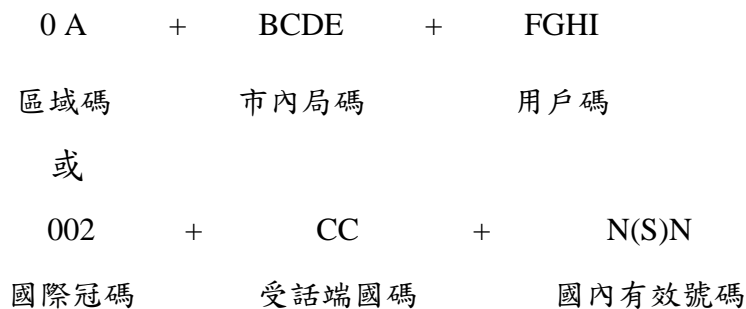 0 A + BCDE + FGHI
區域碼 市內局碼 用戶碼
或
002 + CC + N(S)N
國際冠碼 受話端國碼 國內有效號碼